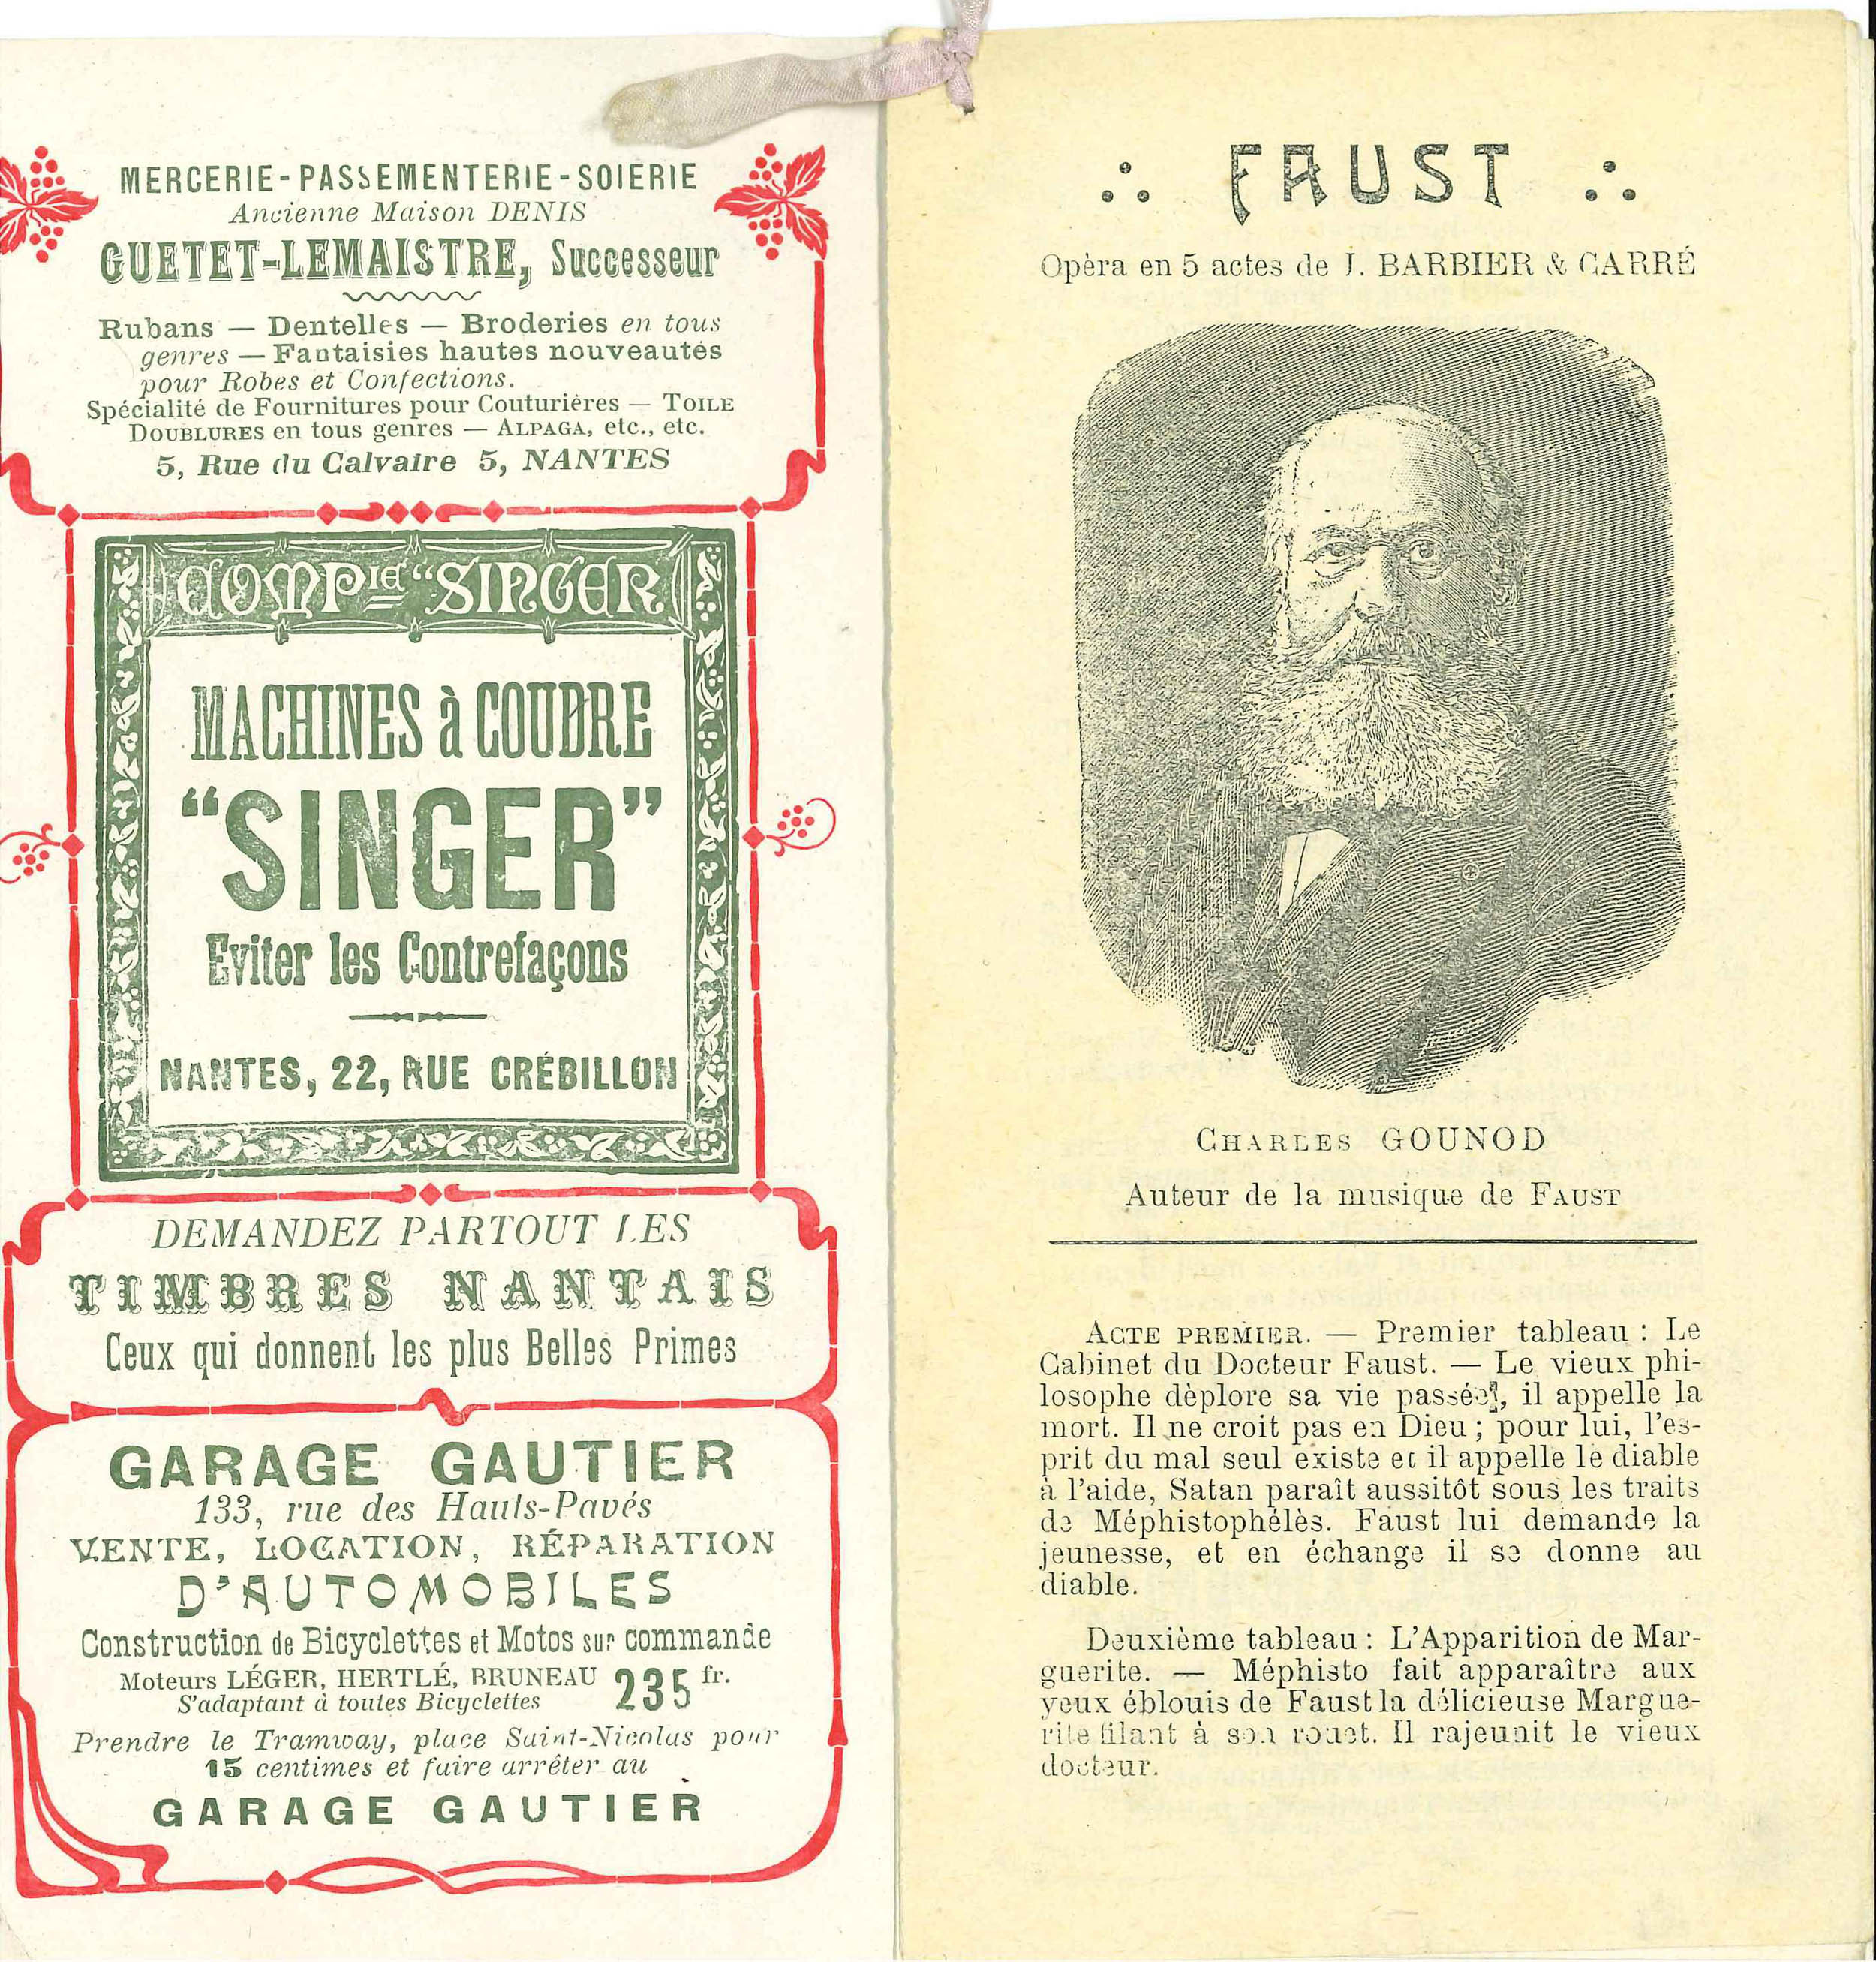 MERCERIE-PASSEMENTERIE-SOIERIE
Ancienne Maison DENIS
GUETET-LEMAISTRE, Successeur
Rubans — Dentelles — Broderies en tous
genres — Fantaisies hautes nouveautés
pour Robes et Confections.
Spécialité de Fournitures pour Couturières — TOILE
DOUBLURES en tous genres — ALPAGA, etc., etc.
5, Rue du Calvaire 5, NANTES
COMPIE “SINGER
MACHINES à COUDRE
“SINGER”
Eviter les Contrefaçons
NANTES, 22, RUE CRÉBILLON
DEMANDEZ PARTOUT LES
TIMBRES NANTAIS
Ceux qui donnent les plus Belles Primes
GARAGE GAUTIER
133, rue des Hauts-Pavés
VENTE, LOCATION, RÉPARATION
D'AUTOMOBILES
Construction de Bicyclettes et Motos sur commande
Moteurs LÉGER, HERTLÉ, BRUNEAU 235 fr.
S'adaptant à toutes Bicyclettes
Prendre le Tramway, place Saint-Nicolas pour
15 centimes et faire arrêter au
GARAGE GAUTIER
FAUST
Opèra en 5 actes de J. BARBIER & CARRÉ
CHARLES GOUNOD
Auteur de la musique de FAUST
ACTE PREMIER. — Premier tableau : Le
Cabinet du Docteur Faust. — Le vieux phi-
losophe dèplore sa vie passée, il appelle la
mort. Il ne croit pas en Dieu ; pour lui, l'es-
prit du mal seul existe et il appelle le diable
à l'aide, Satan paraît aussitôt sous les traits
de Méphistophélès. Faust lui demande la
jeunesse, et en échange il se donne au
diable.
Deuxième tableau : L'Apparition de Mar-
guerite. — Méphisto fait apparaître aux
yeux éblouis de Faust la délicieuse Margue-
rite filant à son rouet. Il rajeunit le vieux
docteur.